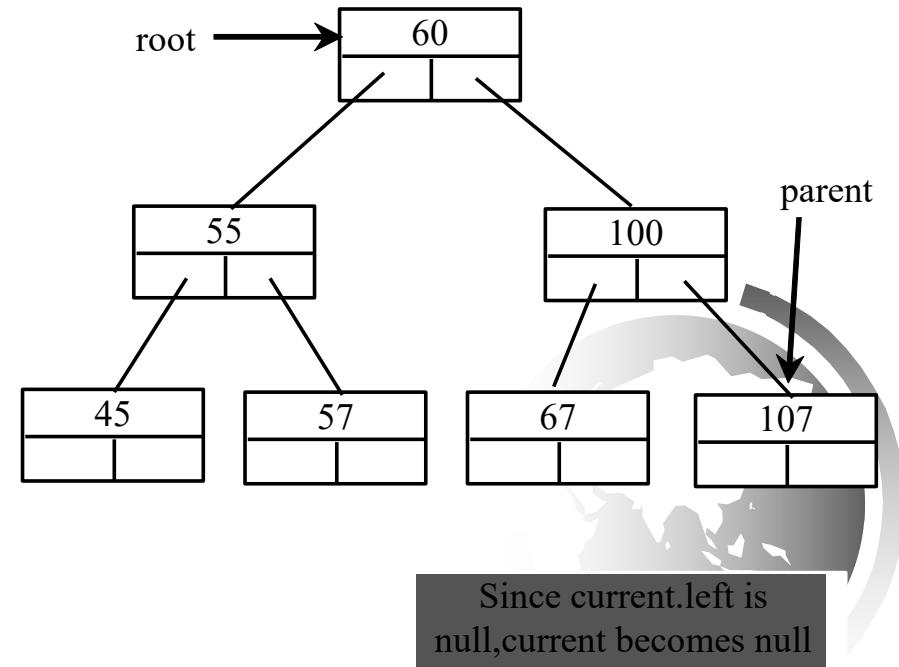 root
60
parent
55
100
45
57
67
107
Since current.left is
null,current becomes null